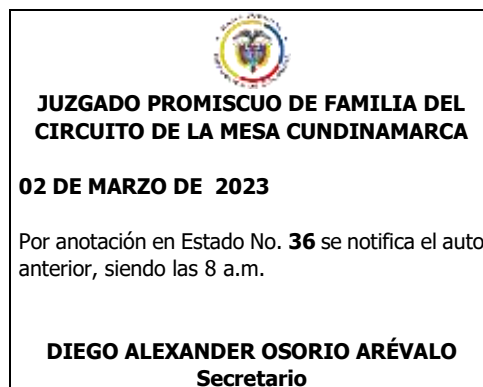 JUZGADO PROMISCUO DE FAMILIA DEL
CIRCUITO DE LA MESA CUNDINAMARCA
02 DE MARZO DE 2023
Por anotación en Estado No. 36 se notifica el auto
anterior, siendo las 8 a.m.
DIEGO ALEXANDER OSORIO ARÉVALO
Secretario